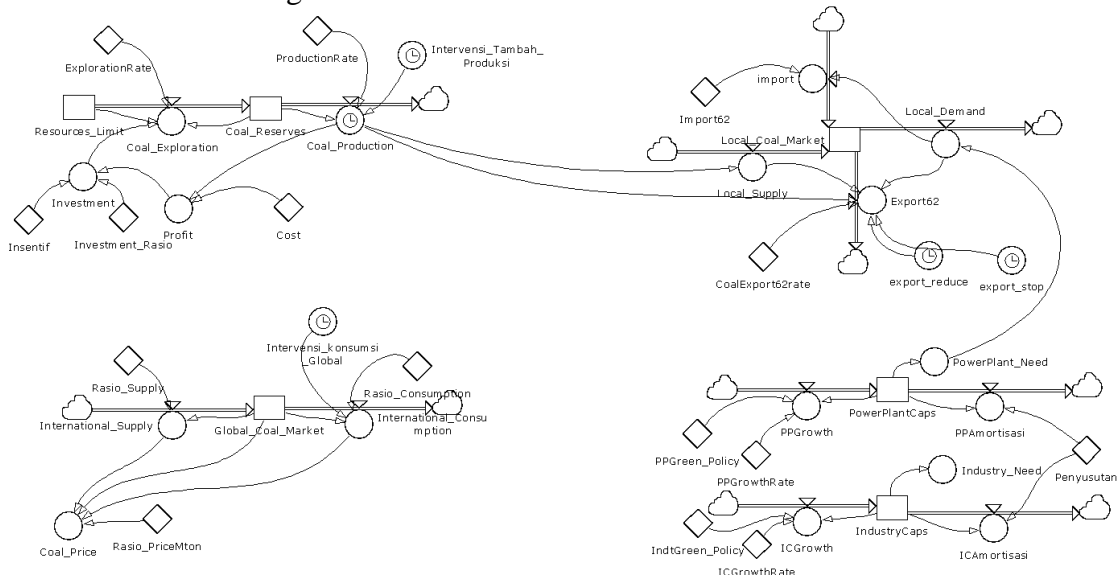 ExplorationRate
ProductionRate
Intervensi_Tambah_
Produksi
Resources_Limit
Coal_Exploration
Coal_Reserves
Coal_Production
Investment
Insentif
Investment_Rasio
Profit
Cost
import
Import62
Local_Demand
Local_Coal_Market
Local_Supply
Export62
CoalExport62rate
export_reduce
export_stop
Intervensi_konsumsi
_Global
Rasio_Supply
Rasio_Consumption
International_Supply
Global_Coal_Market
International_Consu
mption
Coal_Price
Rasio_PriceMton
PowerPlant_Need
PPGrowth
PowerPlantCaps
PPAmortisasi
PPGreen_Policy
PPGrowthRate
Industry_Need
Penyusutan
IndtGreen_Policy
ICGrowth
IndustryCaps
ICAmortisasi
ICGrowthRate